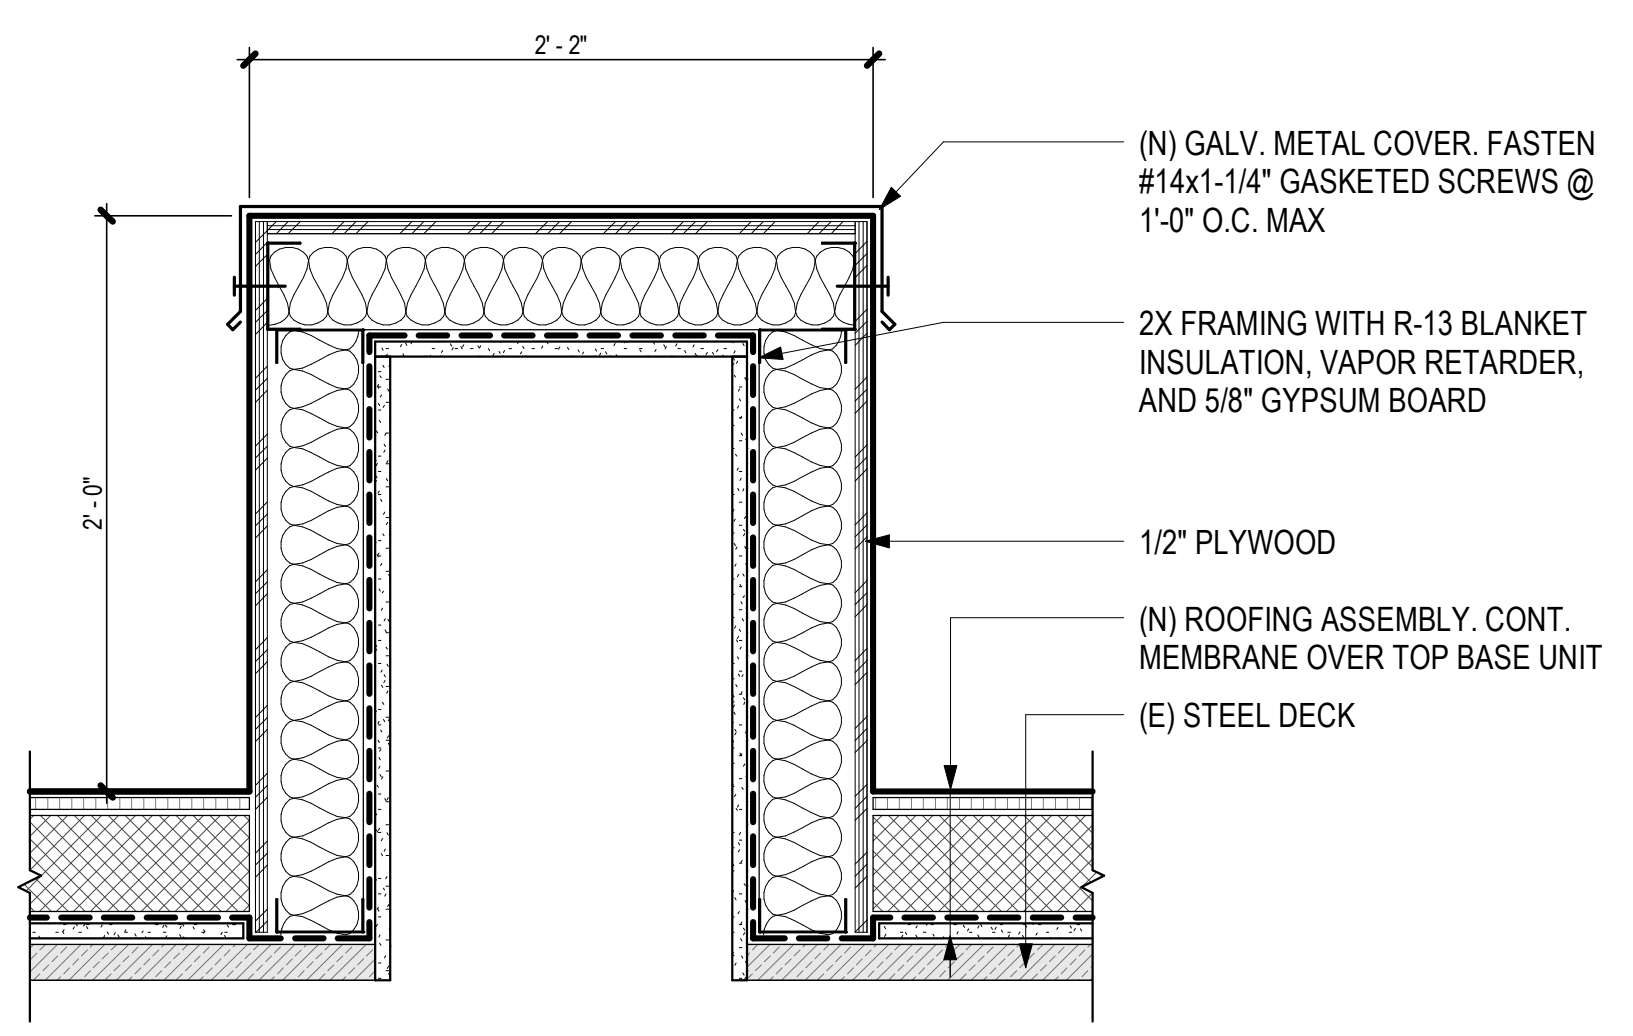 2' - 2"
(N) GALV. METAL COVER. FASTEN
#14x1-1/4" GASKETED SCREWS @
1'-0" O.C. MAX
2X FRAMING WITH R-13 BLANKET
INSULATION, VAPOR RETARDER,
AND 5/8" GYPSUM BOARD
2' - 0"
1/2" PLYWOOD
(N) ROOFING ASSEMBLY. CONT.
MEMBRANE OVER TOP BASE UNIT
(E) STEEL DECK